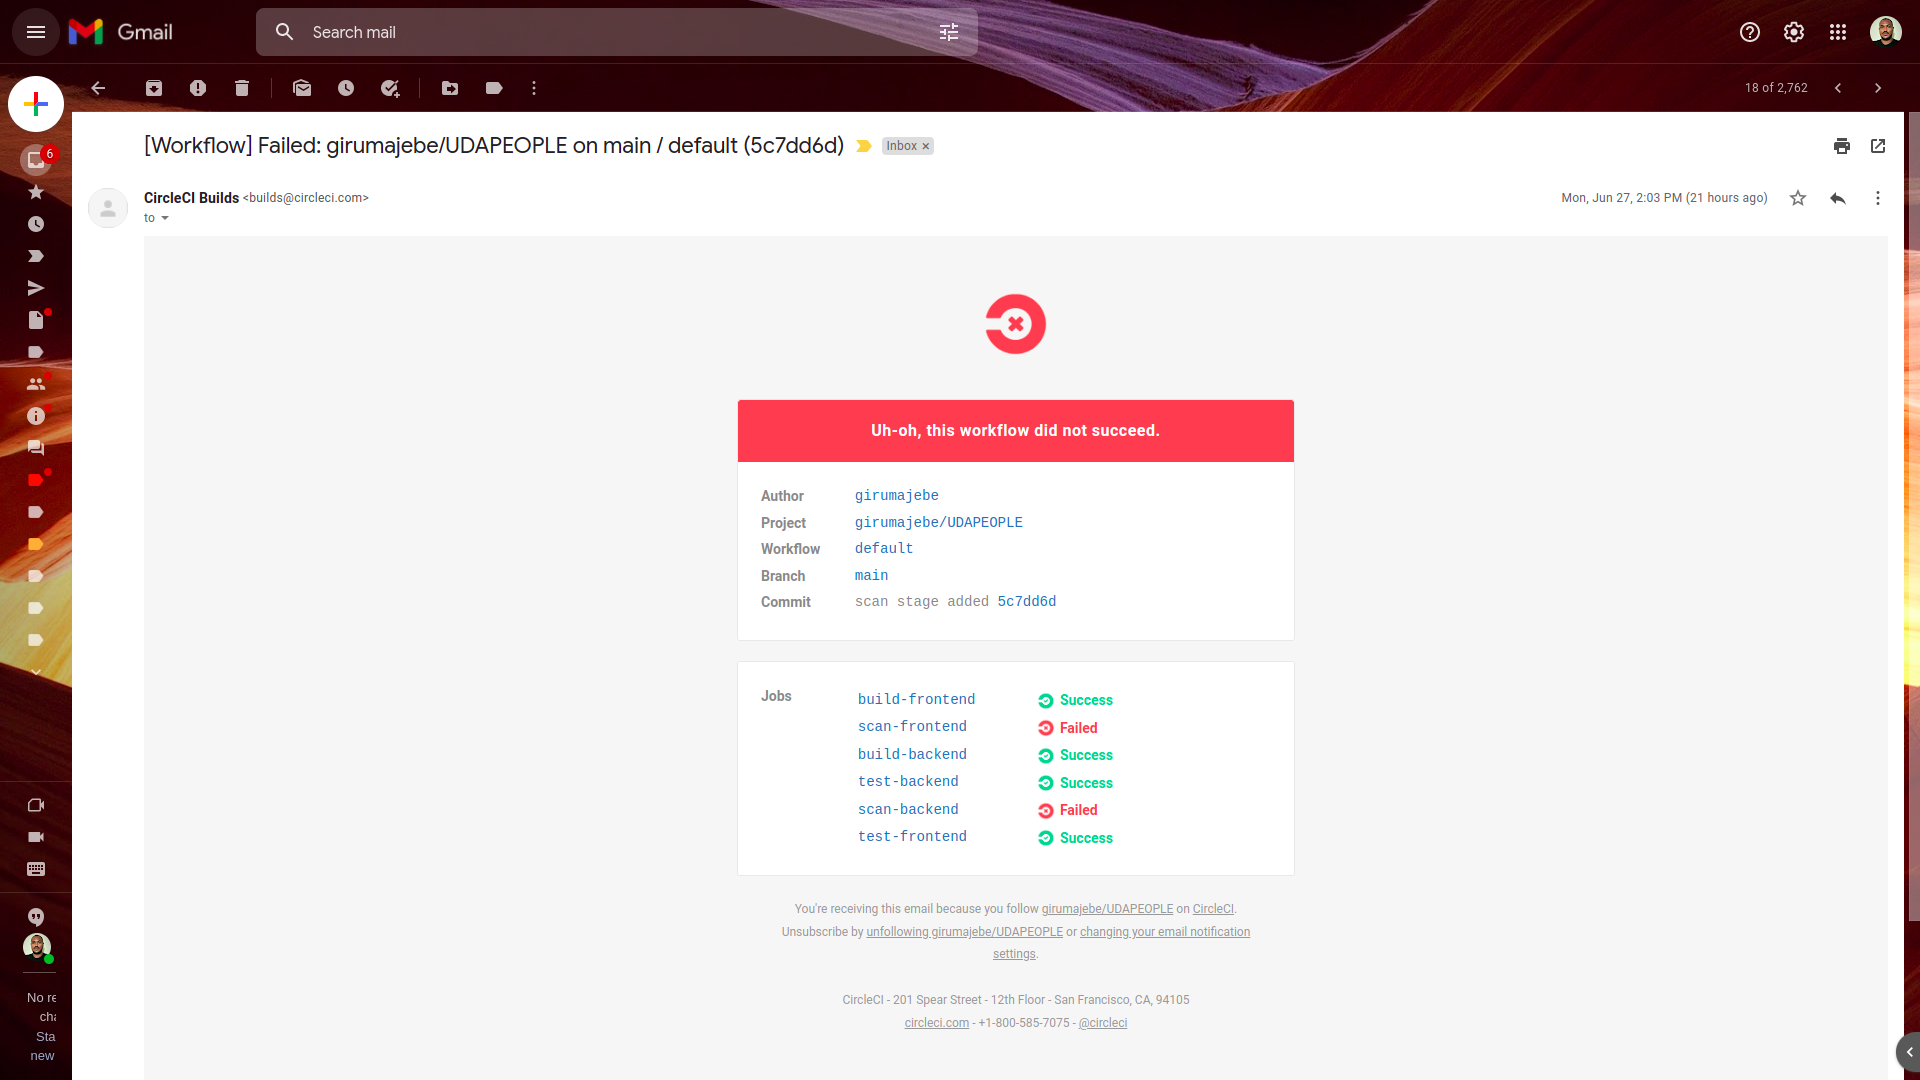 Gmail
Search mail
18 of 2,762
6
[Workflow] Failed: girumajebe/UDAPEOPLE on main / default (5c7dd6d)
Inbox ×
CircleCI Builds <builds@circleci.com>
Mon, Jun 27, 2:03 PM (21 hours ago)
to
Uh-oh, this workflow did not succeed.
Author girumajebe
Project girumajebe/UDAPEOPLE
Workflow default
Branch main
Commit scan stage added 5c7dd6d
Jobs build-frontend Success
scan-frontend Failed
build-backend Success
test-backend Success
scan-backend Failed
test-frontend Success
You're receiving this email because you follow girumajebe/UDAPEOPLE on CircleCI.
Unsubscribe by unfollowing girumajebe/UDAPEOPLE or changing your email notification
settings.
CircleCI - 201 Spear Street - 12th Floor - San Francisco, CA, 94105
circleci.com - +1-800-585-7075 - @circleci
No re
cha
Sta
new